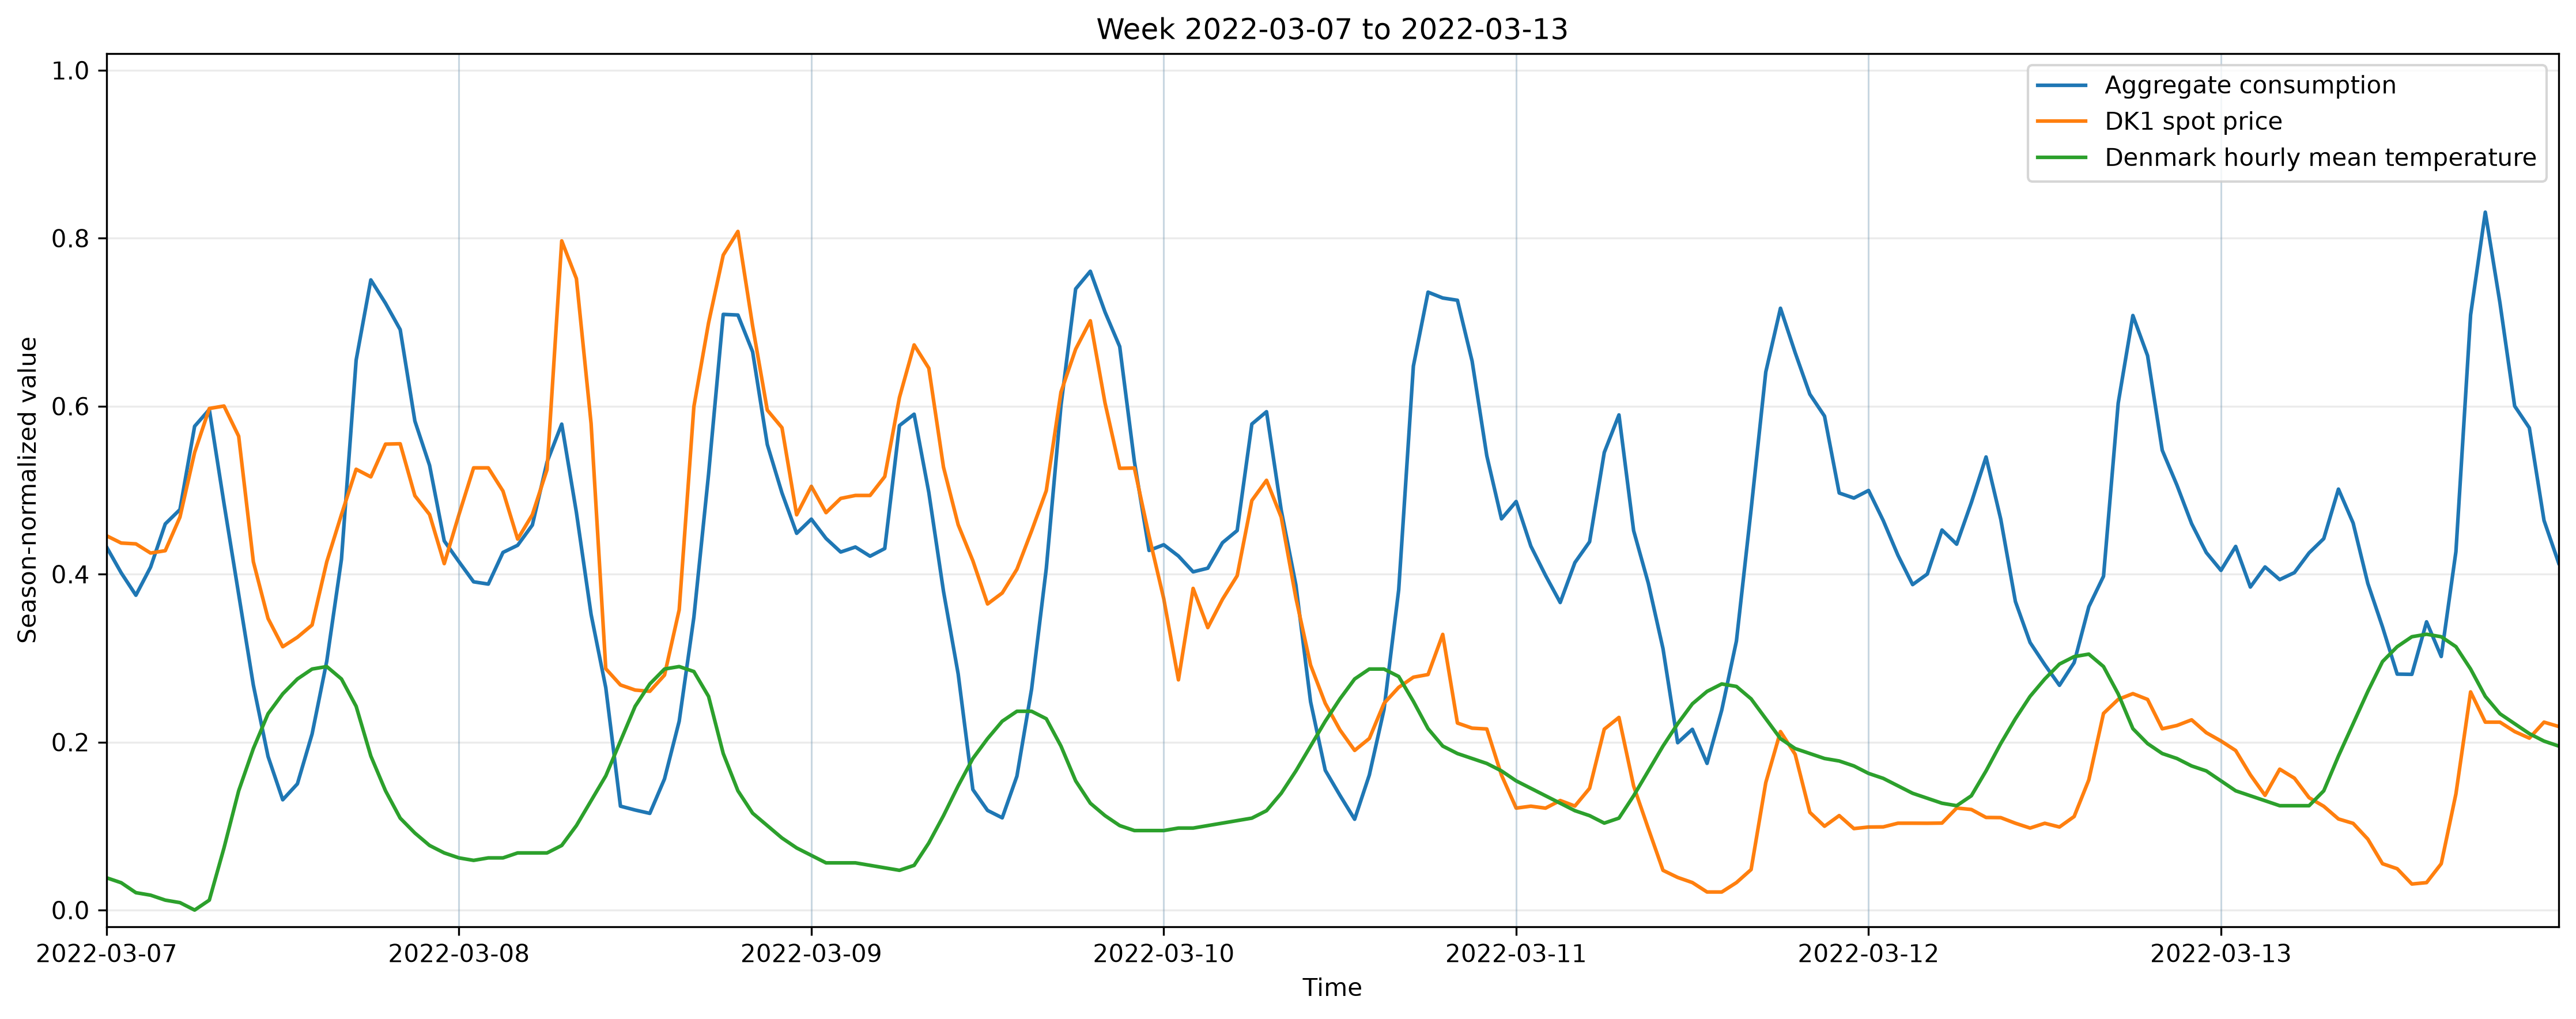 Week 2022-03-07 to 2022-03-13
Aggregate consumption
DK1 spot price
Denmark hourly mean temperature
Season-normalized value
1.0
0.8
0.6
0.4
0.2
0.0
2022-03-07 2022-03-08 2022-03-09 2022-03-10 2022-03-11 2022-03-12 2022-03-13
Time